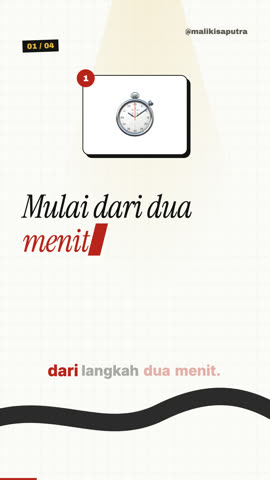 @malikisaputra
01 / 04
1
Mulai dari dua
menit
dari langkah dua menit.